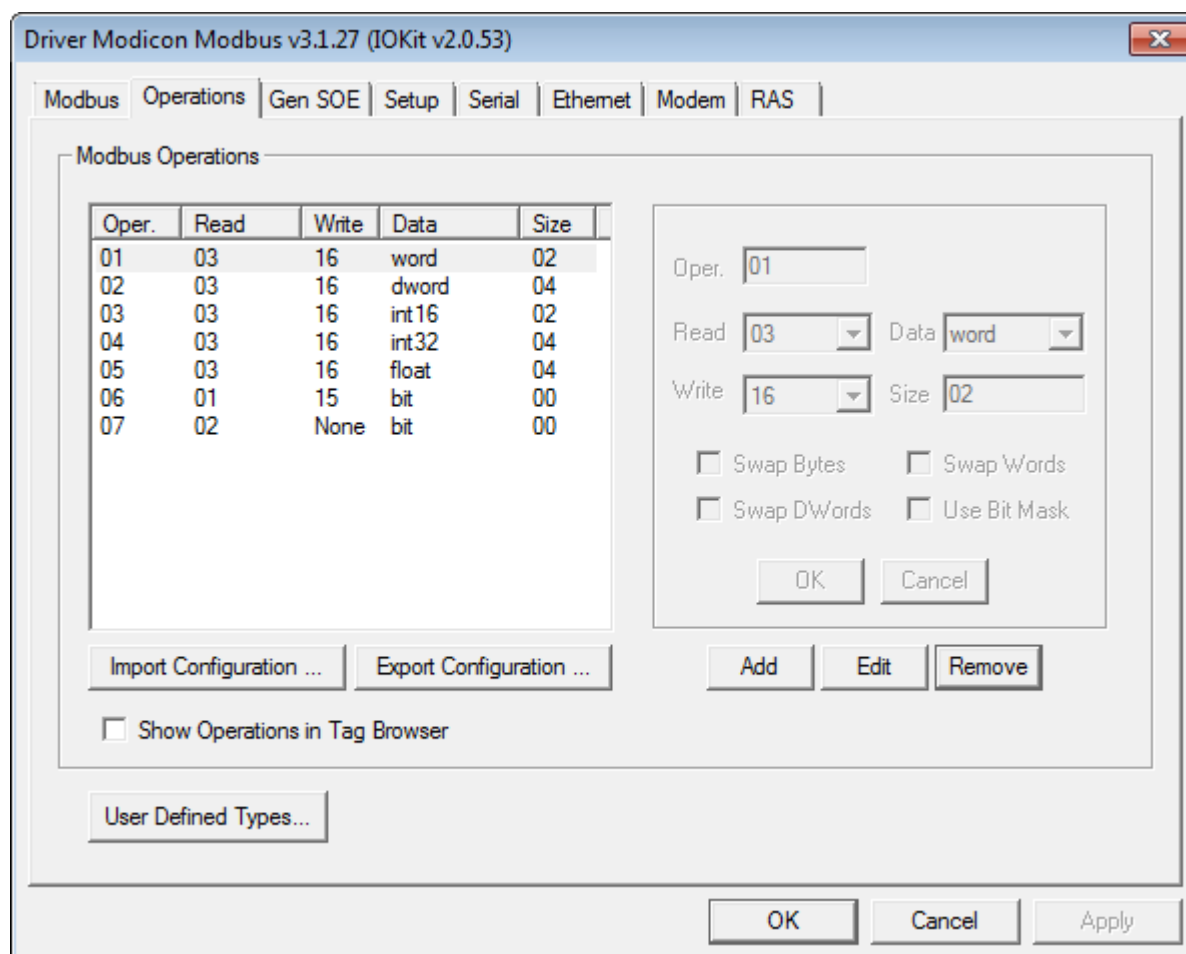 Driver Modicon Modbus v3.1.27 (IOKit v2.0.53)
Modbus Operations Gen SOE Setup Serial Ethernet Modem RAS
Modbus Operations
Oper. Read Write Data Size
01 03 16 word 02
02 03 16 dword 04
03 03 16 int16 02
04 03 16 int32 04
05 03 16 float 04
06 01 15 bit 00
07 02 None bit 00
Oper. 01
Read 03 Data word
Write 16 Size 02
Swap Bytes Swap Words
Swap DWords Use Bit Mask
OK Cancel
Import Configuration ... Export Configuration ... Add Edit Remove
Show Operations in Tag Browser
User Defined Types...
OK Cancel Apply